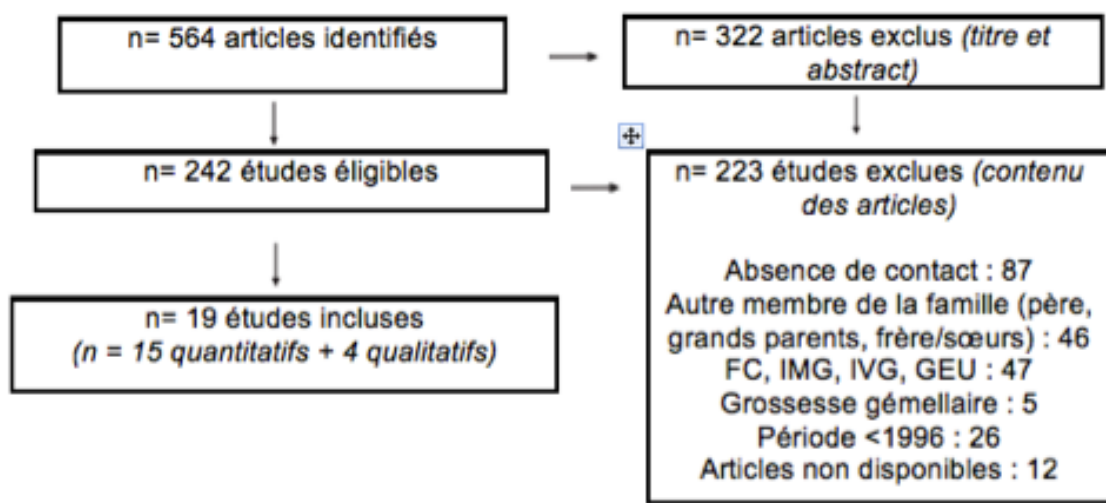 n= 564 articles identifiés
n= 322 articles exclus (titre et
abstract)
n= 242 études éligibles
n= 223 études exclues (contenu
des articles)
Absence de contact : 87
Autre membre de la famille (père,
grands parents, frère/sœurs) : 46
FC, IMG, IVG, GEU : 47
Grossesse gémellaire : 5
Période <1996 : 26
Articles non disponibles : 12
n= 19 études incluses
(n = 15 quantitatifs + 4 qualitatifs)